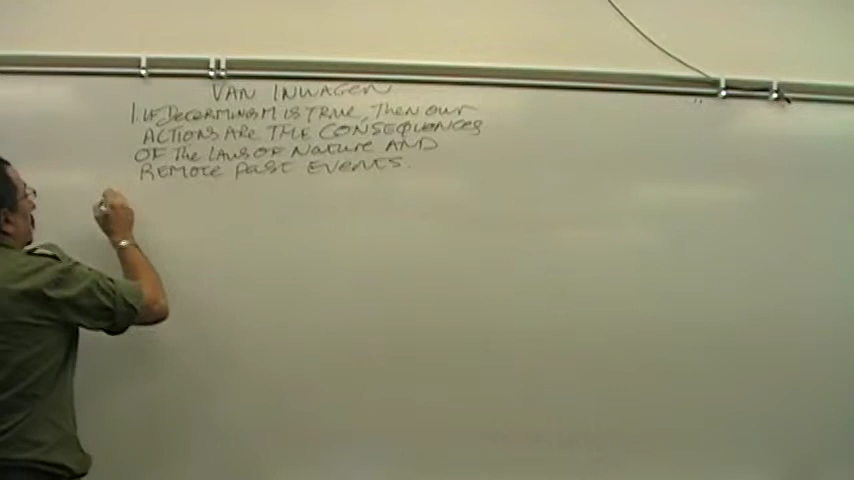 VAN INWAGEN
1. IF DETERMINISM IS TRUE, Then OUR
ACTIONS ARE THE CONSEQUENCES
OF The LAWS OF NATURE AND
REMOTE PAST EVENTS.